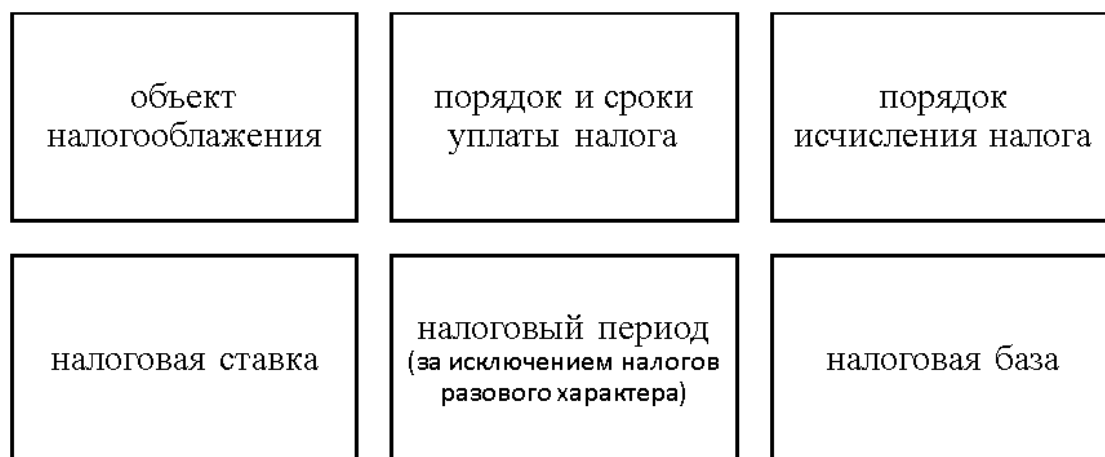 объект
налогооблажения
порядок и сроки
уплаты налога
порядок
исчисления налога
налоговая ставка
налоговый период
(за исключением налогов
разового характера)
налоговая база